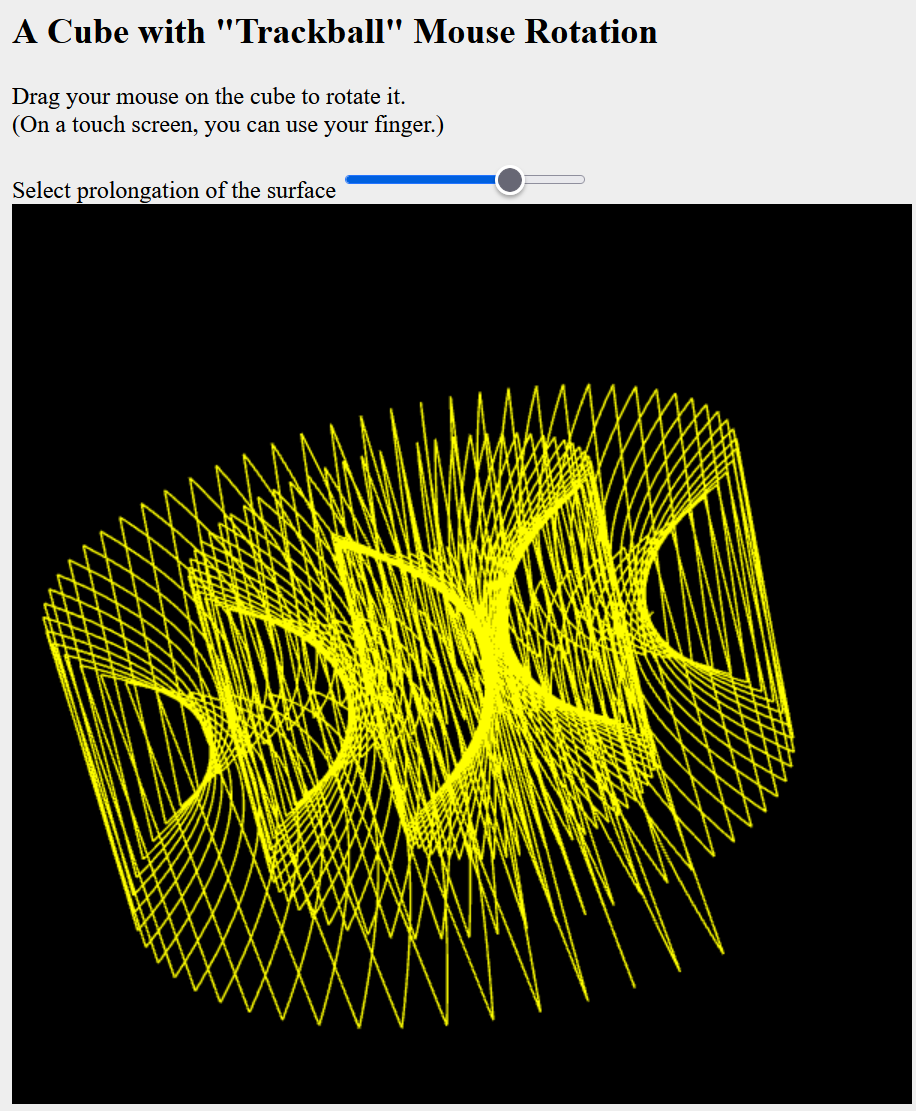 A Cube with "Trackball" Mouse Rotation
Drag your mouse on the cube to rotate it.
(On a touch screen, you can use your finger.)
Select prolongation of the surface